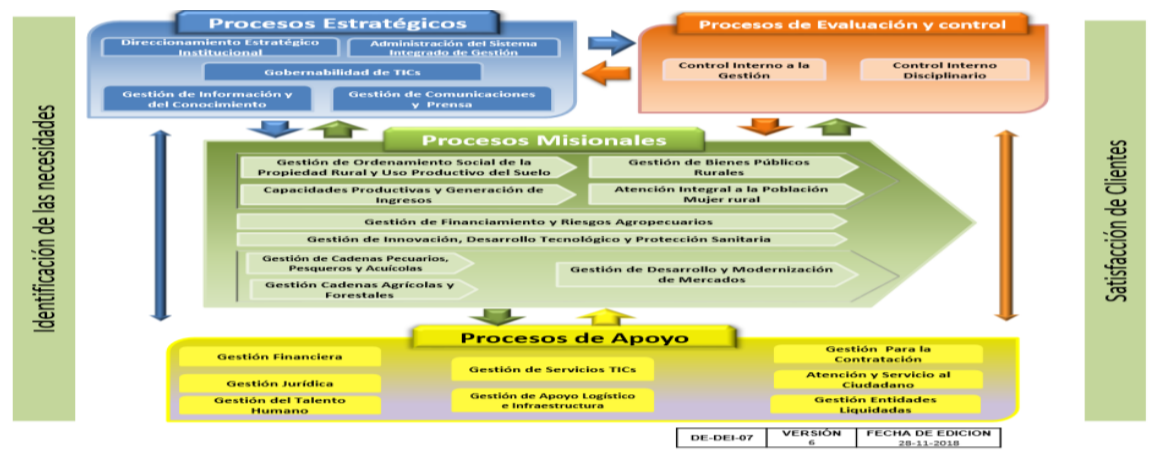 Identificación de las necesidades
Procesos Estratégicos
Direccionamiento Estratégico
Institucional
Administración del Sistema
Integrado de Gestión
Gobernabilidad de TICs
Gestión de Información y
del Conocimiento
Gestión de Comunicaciones
y Prensa
Procesos de Evaluación y control
Control Interno a la
Gestión
Control Interno
Disciplinario
Procesos Misionales
Gestión de Ordenamiento Social de la
Propiedad Rural y Uso Productivo del Suelo
Gestión de Bienes Públicos
Rurales
Capacidades Productivas y Generación de
Ingresos
Atención Integral a la Población
Mujer rural
Gestión de Financiamiento y Riesgos Agropecuarios
Gestión de Innovación, Desarrollo Tecnológico y Protección Sanitaria
Gestión de Cadenas Pecuarios,
Pesqueros y Acuícolas
Gestión de Desarrollo y Modernización
de Mercados
Gestión Cadenas Agrícolas y
Forestales
Procesos de Apoyo
Gestión Financiera
Gestión Jurídica
Gestión del Talento
Humano
Gestión de Servicios TICs
Gestión de Apoyo Logístico
e Infraestructura
Gestión Para la
Contratación
Atención y Servicio al
Ciudadano
Gestión Entidades
Liquidadas
Satisfacción de Clientes
DE-DEI-07
VERSIÓN
6
FECHA DE EDICION
28-11-2018